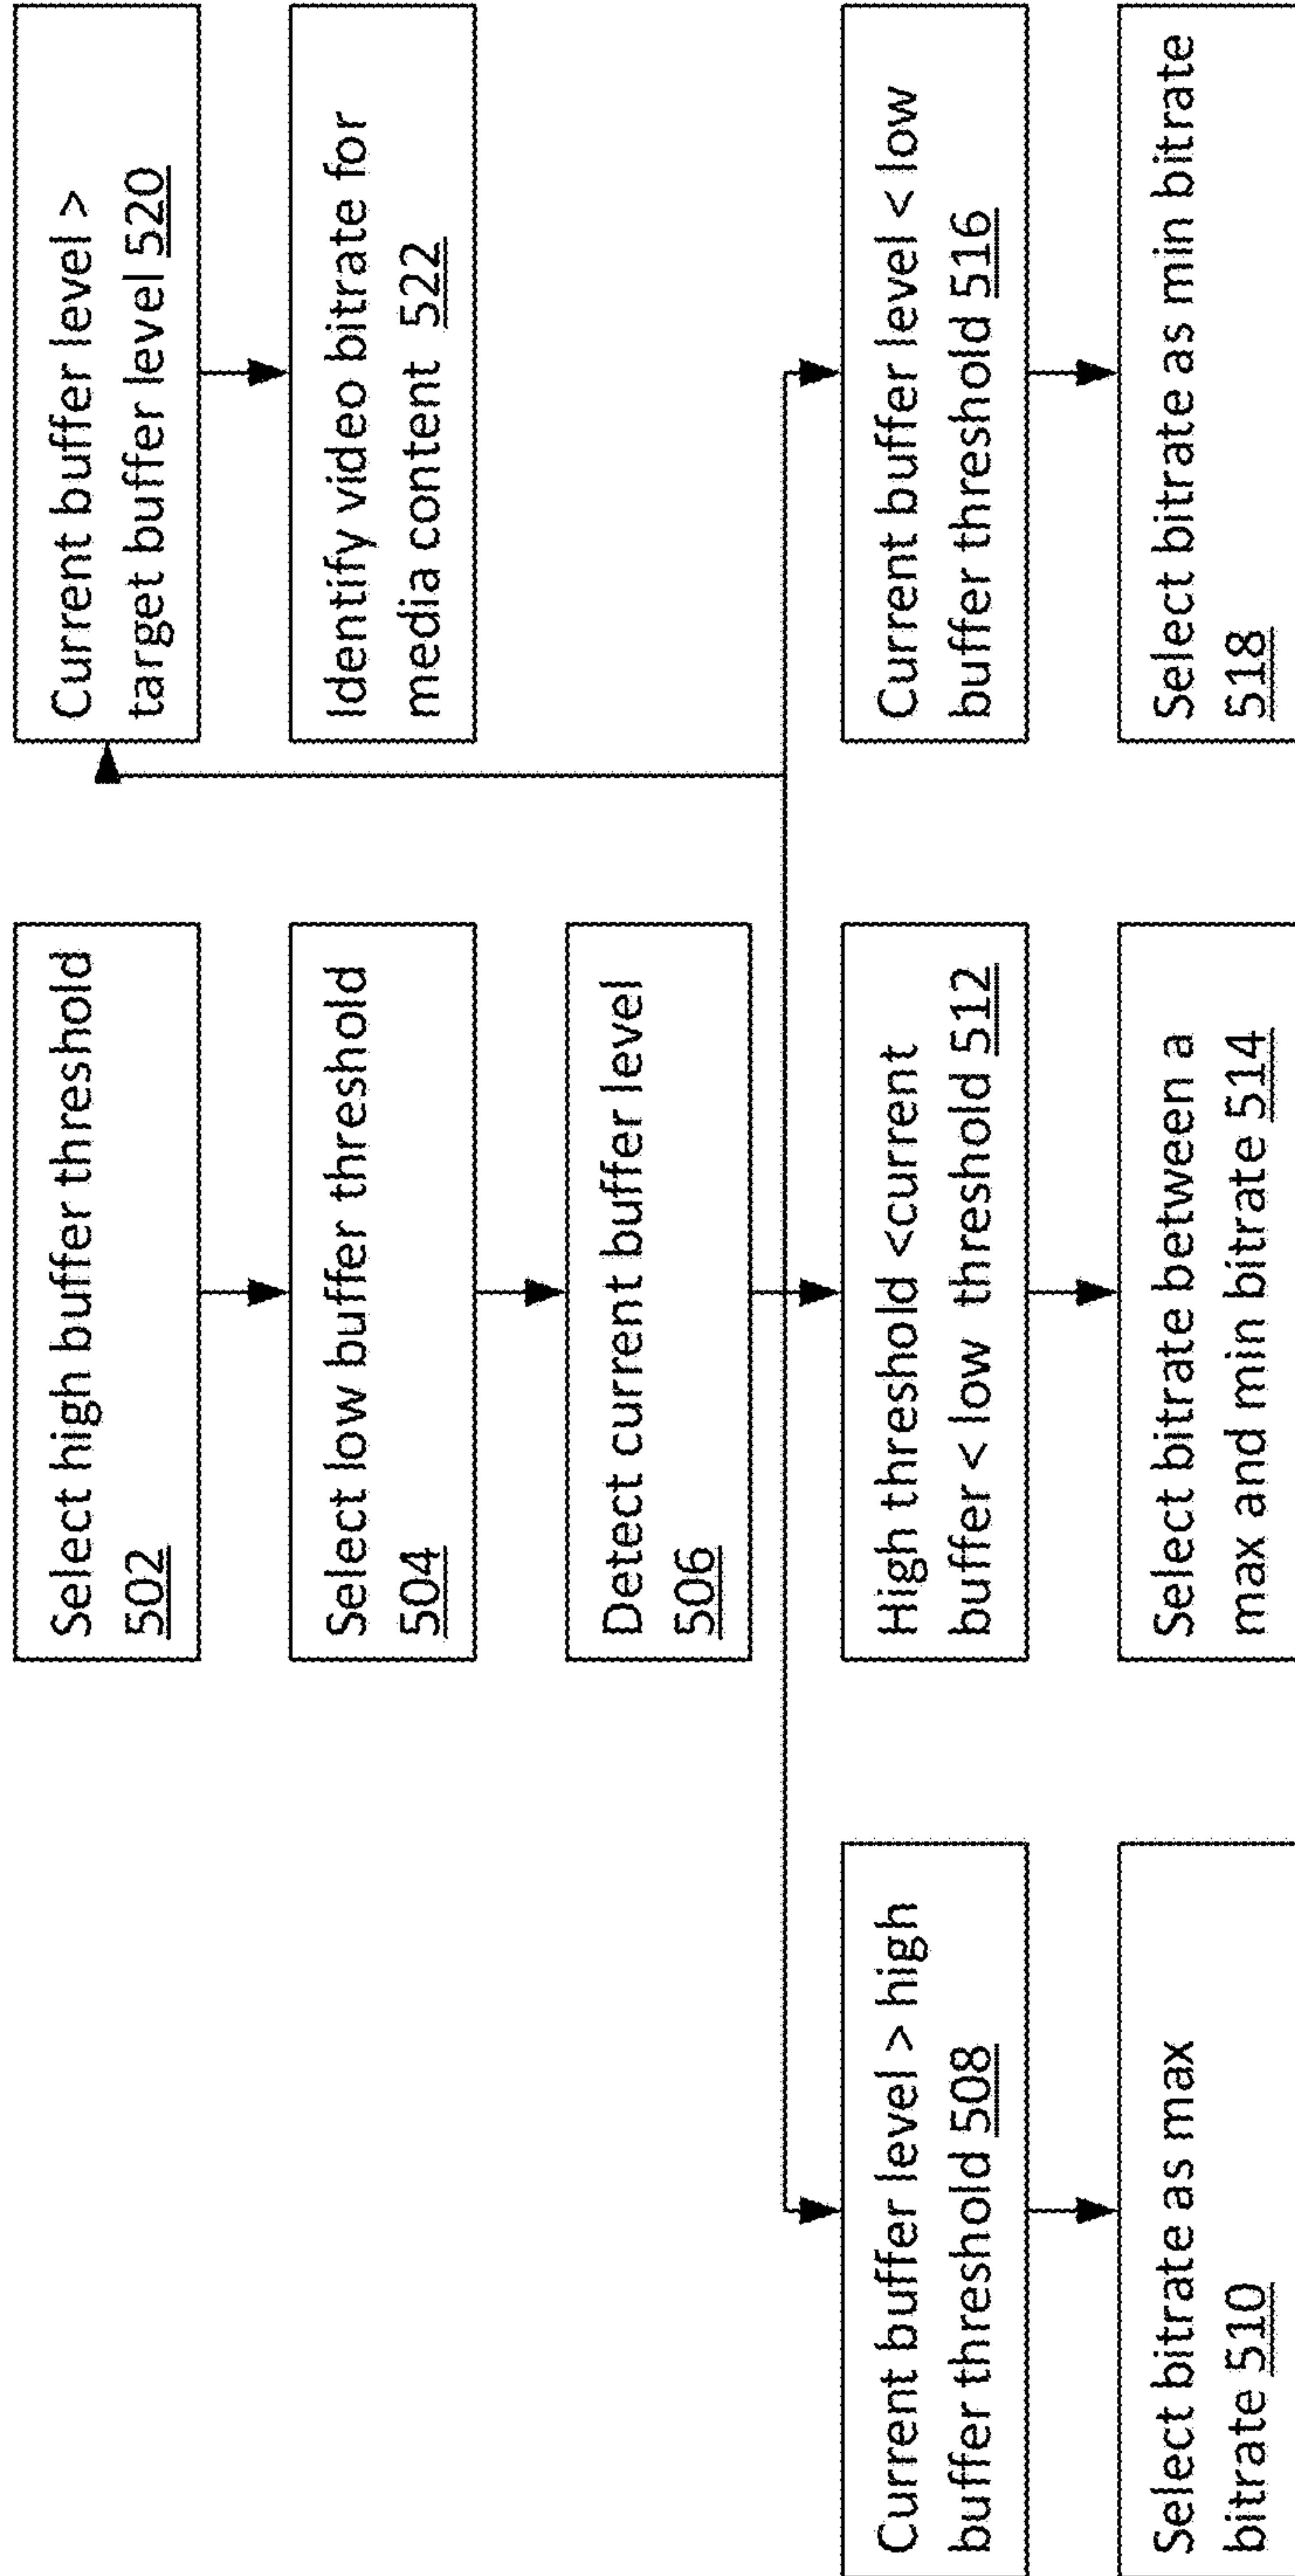 Select high buffer threshold
502
Select low buffer threshold
504
Detect current buffer level
506
Current buffer level > high
buffer threshold 508
Select bitrate as max
bitrate 510
High threshold <current
buffer < low threshold 512
Select bitrate between a
max and min bitrate 514
Current buffer level < low
buffer threshold 516
Select bitrate as min bitrate
518
Current buffer level >
target buffer level 520
Identify video bitrate for
media content 522